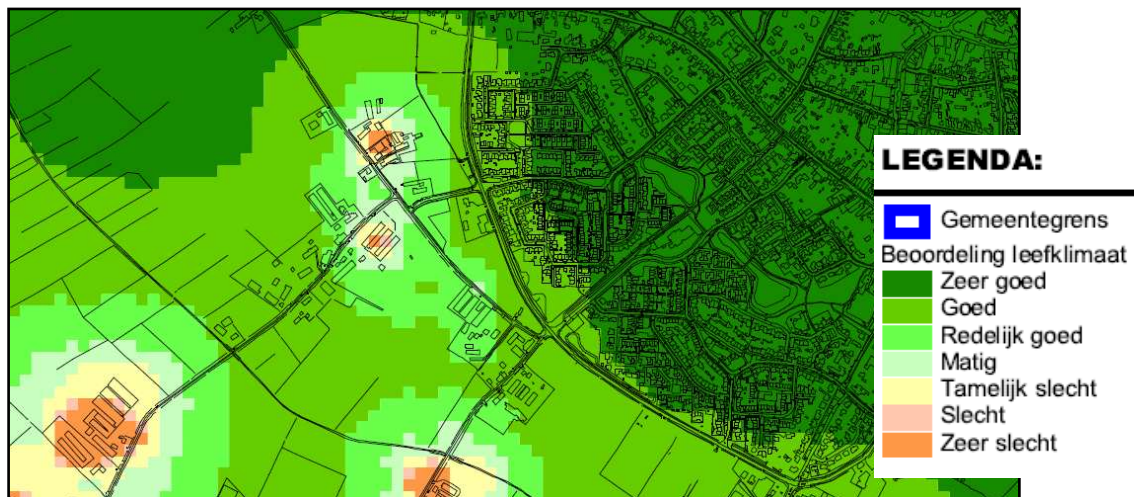 LEGENDA:
Gemeentegrens
Beoordeling leefklimaat
Zeer goed
Goed
Redelijk goed
Matig
Tamelijk slecht
Slecht
Zeer slecht